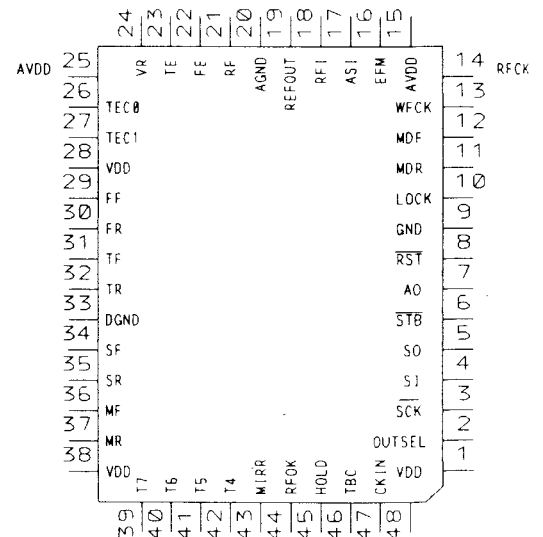 24 23 22 21 20 19 18 17 16 15
VR TE FE RF AGND REFOUT RFI ASI EFM AVDD
AVDD 25
26
TEC0
27
TEC1
28
VDD
29
FF
30
FR
31
TF
32
TR
33
DGND
34
SF
35
SR
36
MF
37
MR
38
VDD
14 RFCK
13
WFCK
12
MDF
11
MDR
10
LOCK
9
GND
8
RST
7
A0
6
STB
5
SO
4
SI
3
SCK
2
OUTSEL
1
VDD
T7 T6 T5 T4 MIRR RFOK HOLD TBC CKIN
39 40 41 42 43 44 45 46 47 48